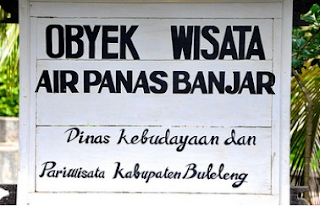 OBYEK WISATA
AIR PANAS BANJAR
Dinas kebudayaan dan
Pariwisata Kabupaten Buleleng